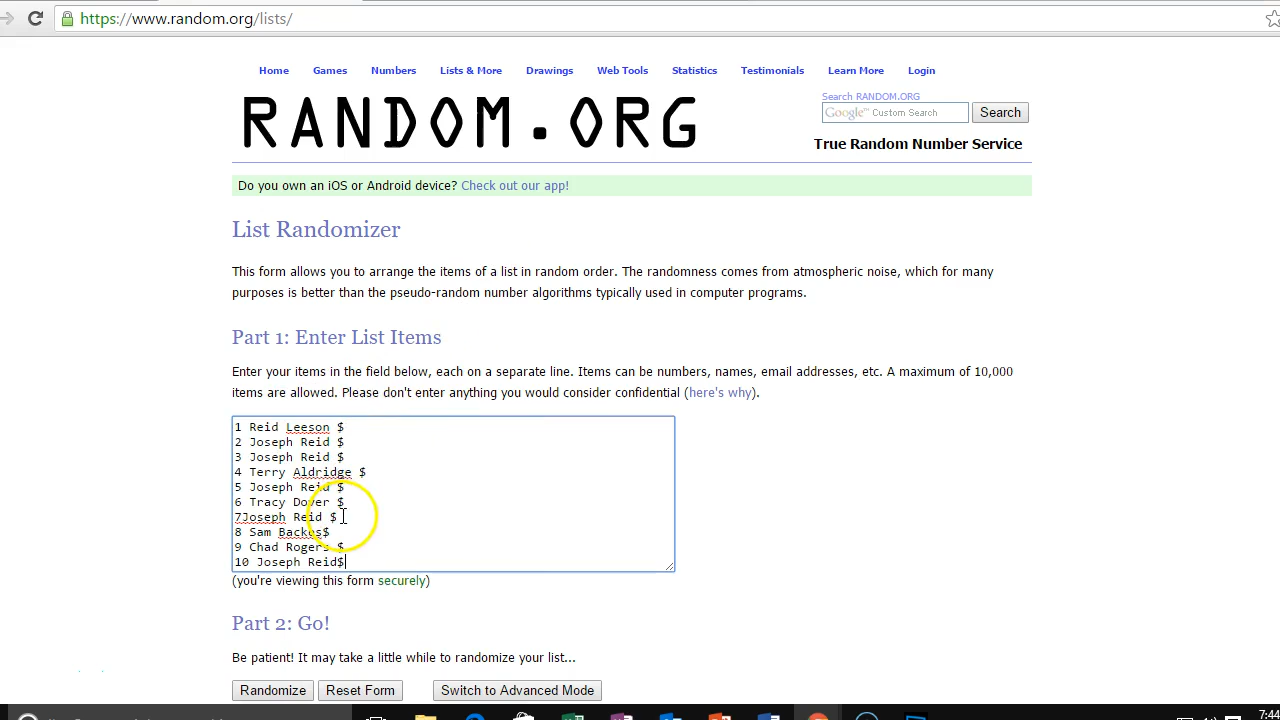 https://www.random.org/lists/
Home Games Numbers Lists & More Drawings Web Tools Statistics Testimonials Learn More Login
RANDOM.ORG
Search RANDOM.ORG
Google™ Custom Search Search
True Random Number Service
Do you own an iOS or Android device? Check out our app!
List Randomizer
This form allows you to arrange the items of a list in random order. The randomness comes from atmospheric noise, which for many
purposes is better than the pseudo-random number algorithms typically used in computer programs.
Part 1: Enter List Items
Enter your items in the field below, each on a separate line. Items can be numbers, names, email addresses, etc. A maximum of 10,000
items are allowed. Please don't enter anything you would consider confidential (here's why).
1 Reid Leeson $
2 Joseph Reid $
3 Joseph Reid $
4 Terry Aldridge $
5 Joseph Reid $
6 Tracy Dover $
7Joseph Reid $
8 Sam Backus$
9 Chad Rogers $
10 Joseph Reid$
(you're viewing this form securely)
Part 2: Go!
Be patient! It may take a little while to randomize your list...
Randomize Reset Form Switch to Advanced Mode
7:44